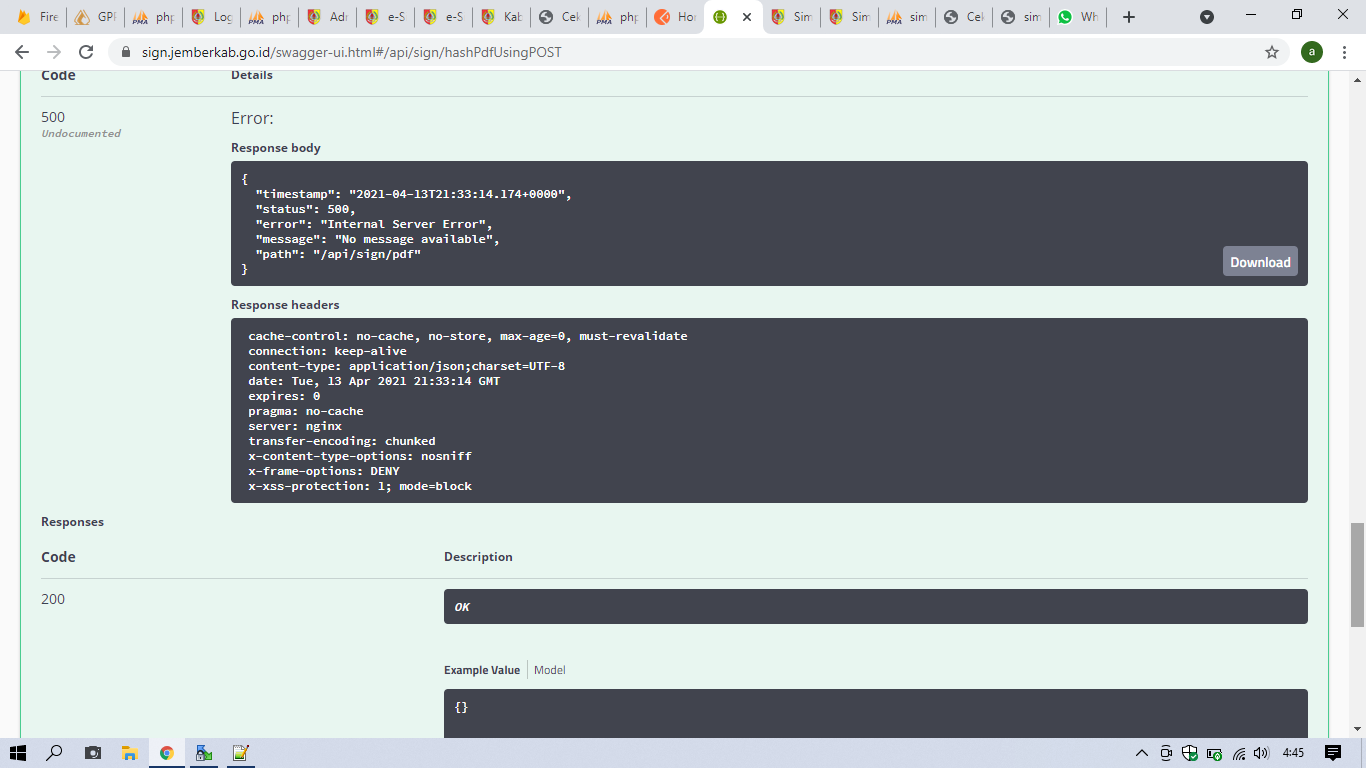 Fire
GPF
php
Log
php
Adr
e-S
e-S
Kab
Cek
php
Hor
Sim
Sim
sim
Cek
sim
Wh
sign.jemberkab.go.id/swagger-ui.html#/api/sign/hashPdfUsingPOST
a
Code Details
500 Error:
Undocumented
Response body
{
"timestamp": "2021-04-13T21:33:14.174+0000",
"status": 500,
"error": "Internal Server Error",
"message": "No message available",
"path": "/api/sign/pdf"
}
Download
Response headers
cache-control: no-cache, no-store, max-age=0, must-revalidate
connection: keep-alive
content-type: application/json;charset=UTF-8
date: Tue, 13 Apr 2021 21:33:14 GMT
expires: 0
pragma: no-cache
server: nginx
transfer-encoding: chunked
x-content-type-options: nosniff
x-frame-options: DENY
x-xss-protection: 1; mode=block
Responses
Code Description
200 OK
Example Value Model
{}
4:45